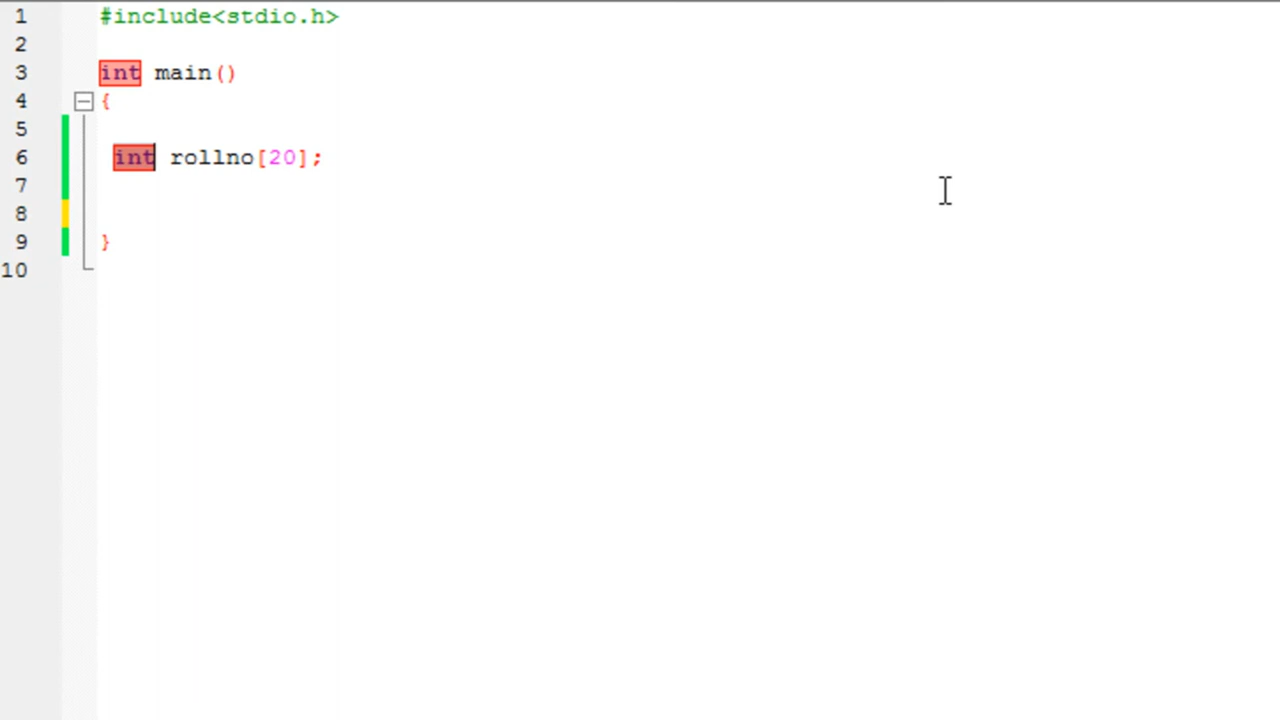 1 #include<stdio.h>
2
3 int main()
4 {
5
6 int rollno[20];
7
8
9 }
10